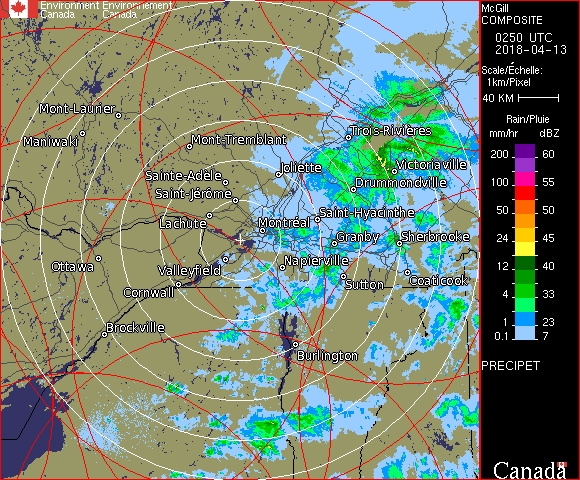 Environment Environnement
Canada Canada
McGill
COMPOSITE
0250 UTC
2018-04-13
Scale/Échelle:
1km/Pixel
40 KM
Rain/Pluie
mm/hr dBZ
200 60
100 55
50 50
24 45
12 40
4 33
1 23
0.1 7
PRECIPET
Canada
Mont-Laurier
Maniwaki
Mont-Tremblant
Trois-Rivières
Joliette
Victoriaville
Sainte-Adèle
Drummondville
Saint-Jérôme
Saint-Hyacinthe
Lachute
Montréal
Granby
Sherbrooke
Ottawa
Napierville
Valleyfield
Coaticook
Sutton
Cornwall
Brockville
Burlington